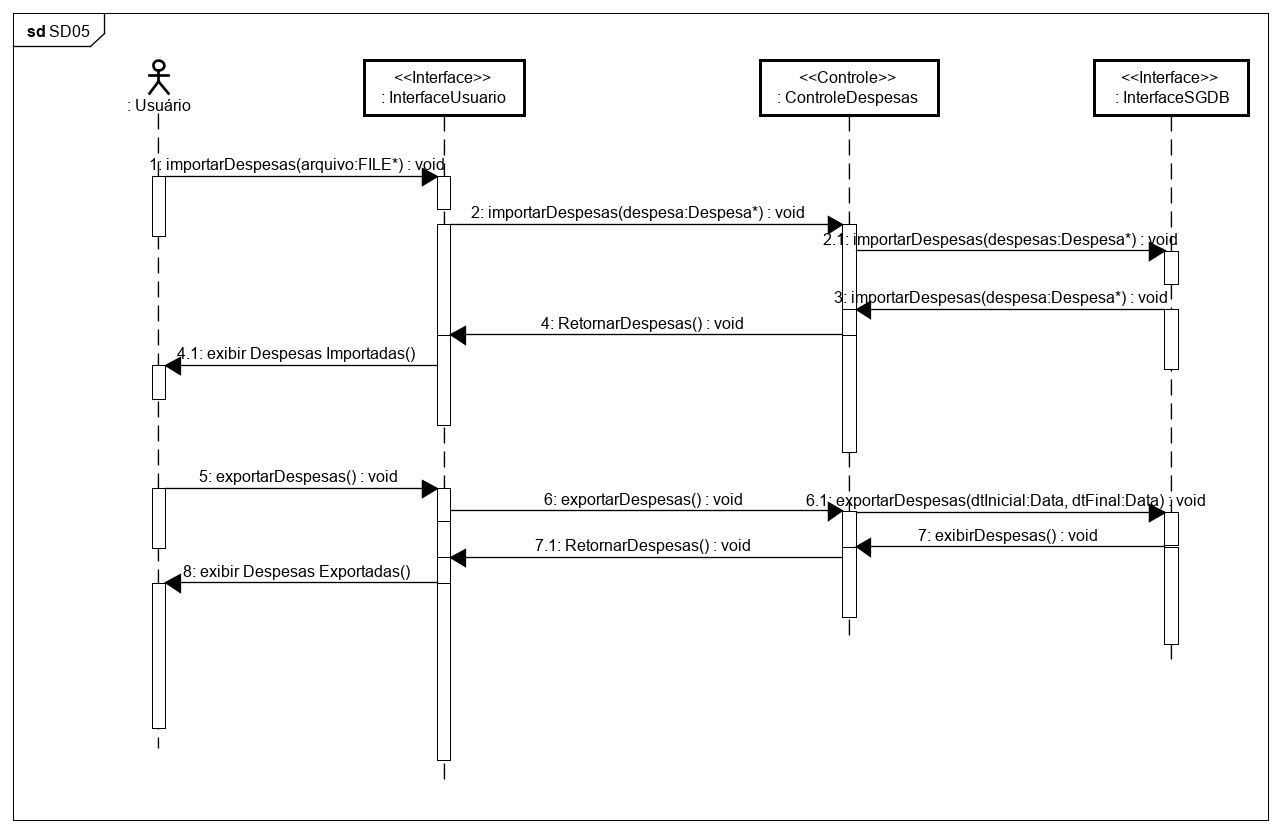 sd SD05
: Usuário
<<Interface>>
: InterfaceUsuario
<<Controle>>
: ControleDespesas
<<Interface>>
: InterfaceSGDB
1: importarDespesas(arquivo:FILE*) : void
2: importarDespesas(despesa:Despesa*) : void
2.1: importarDespesas(despesas:Despesa*) : void
3: importarDespesas(despesa:Despesa*) : void
4: RetornarDespesas() : void
4.1: exibir Despesas Importadas()
5: exportarDespesas() : void
6: exportarDespesas() : void
6.1: exportarDespesas(dtInicial:Data, dtFinal:Data) : void
7: exibirDespesas() : void
7.1: RetornarDespesas() : void
8: exibir Despesas Exportadas()